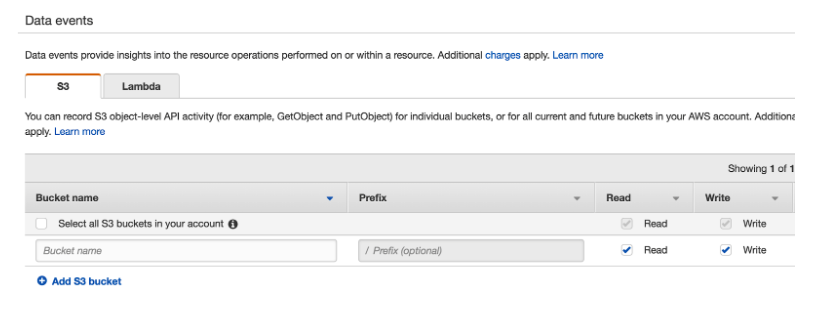 Data events
Data events provide insights into the resource operations performed on or within a resource. Additional charges apply. Learn more
S3 Lambda
You can record S3 object-level API activity (for example, GetObject and PutObject) for individual buckets, or for all current and future buckets in your AWS account. Additiona
apply. Learn more
Showing 1 of 1
Bucket name Prefix Read Write
Select all S3 buckets in your account Read Write
Bucket name / Prefix (optional) Read Write
Add S3 bucket